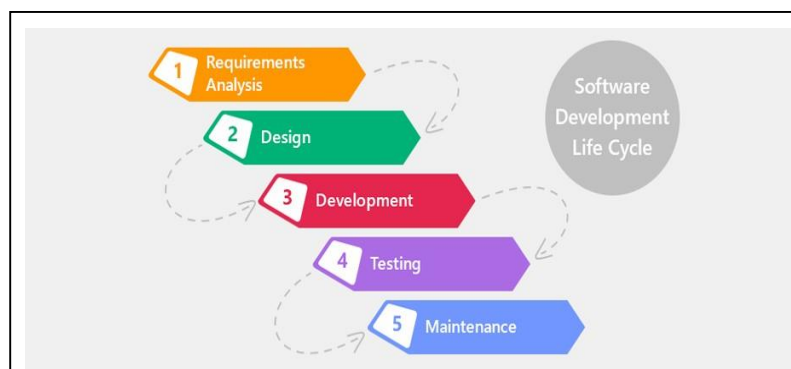 1
Requirements
Analysis
2
Design
3
Development
4
Testing
5
Maintenance
Software
Development
Life Cycle